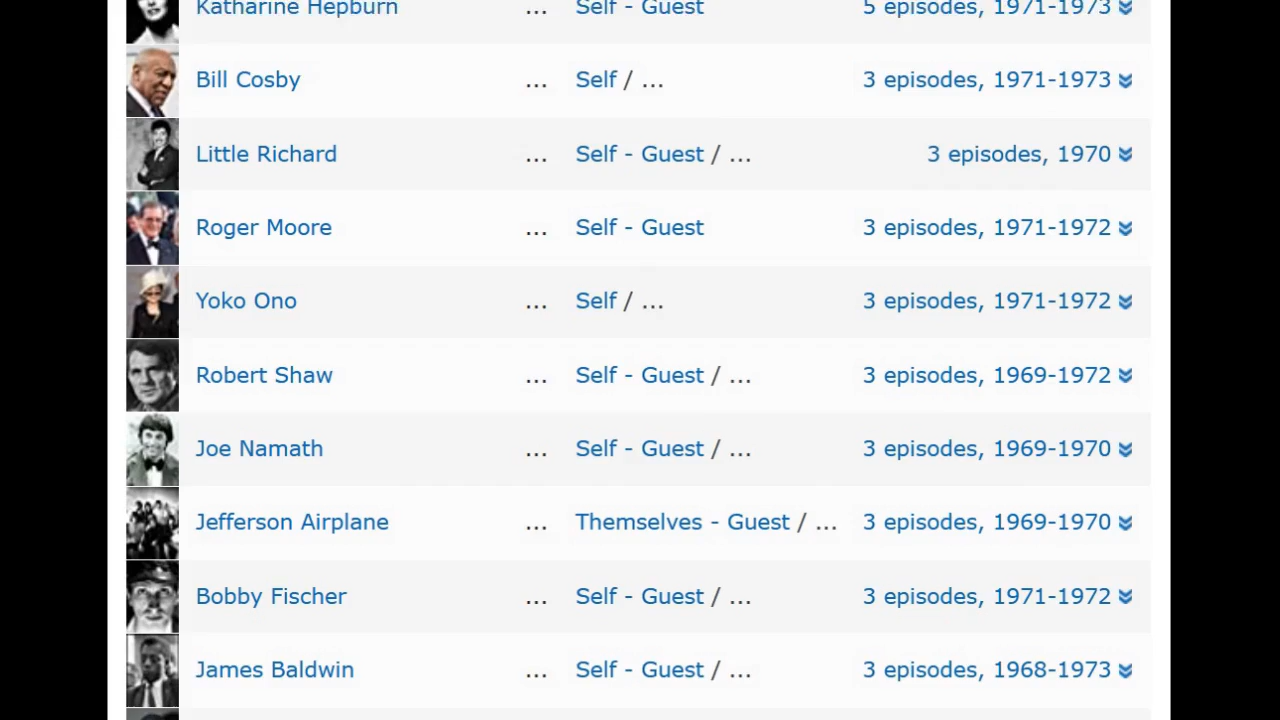 Katharine Hepburn ... Self - Guest 5 episodes, 1971-1973
Bill Cosby ... Self / ... 3 episodes, 1971-1973
Little Richard ... Self - Guest / ... 3 episodes, 1970
Roger Moore ... Self - Guest 3 episodes, 1971-1972
Yoko Ono ... Self / ... 3 episodes, 1971-1972
Robert Shaw ... Self - Guest / ... 3 episodes, 1969-1972
Joe Namath ... Self - Guest / ... 3 episodes, 1969-1970
Jefferson Airplane ... Themselves - Guest / ... 3 episodes, 1969-1970
Bobby Fischer ... Self - Guest / ... 3 episodes, 1971-1972
James Baldwin ... Self - Guest / ... 3 episodes, 1968-1973